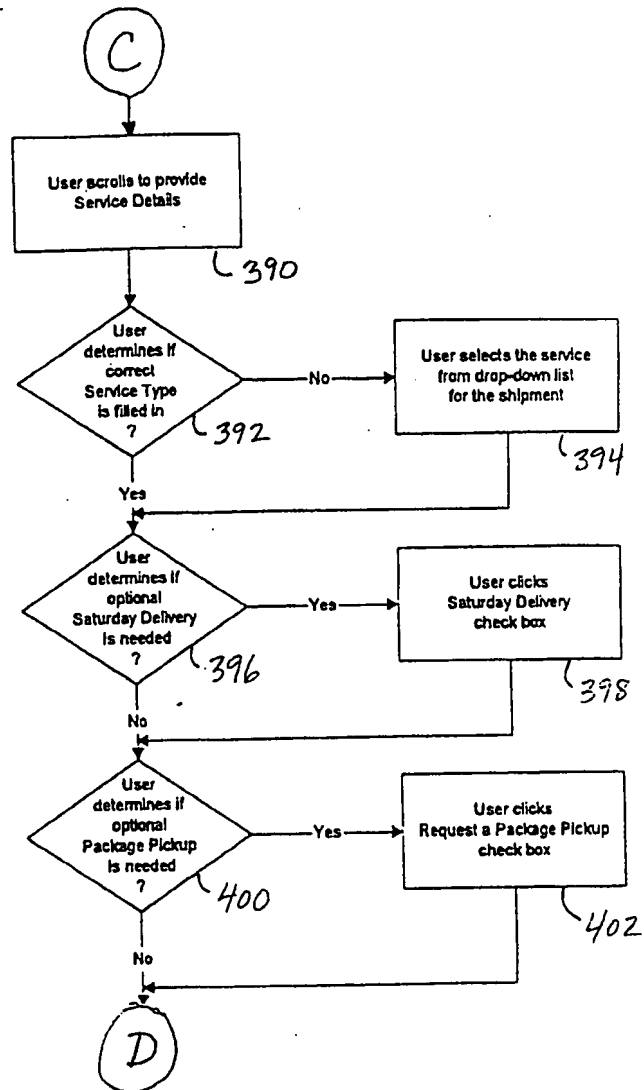 C
User scrolls to provide
Service Details
390
User
determines if
correct
Service Type
is filled in
?
392
No
User selects the service
from drop-down list
for the shipment
394
Yes
User
determines if
optional
Saturday Delivery
is needed
?
396
Yes
User clicks
Saturday Delivery
check box
398
No
User
determines if
optional
Package Pickup
is needed
?
400
Yes
User clicks
Request a Package Pickup
check box
402
No
D